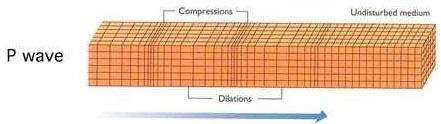 Compressions
Undisturbed medium
P wave
Dilations